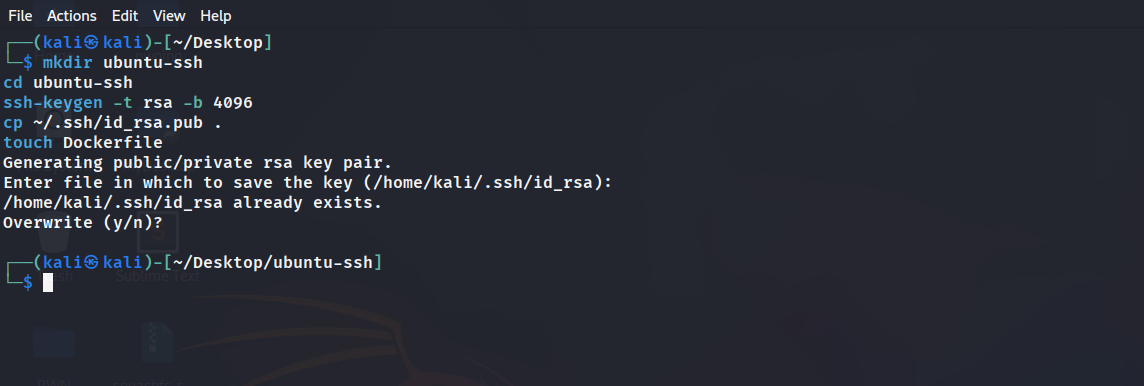 File Actions Edit View Help
┌──(kali㉿kali)-[~/Desktop]
└─$ mkdir ubuntu-ssh
cd ubuntu-ssh
ssh-keygen -t rsa -b 4096
cp ~/.ssh/id_rsa.pub .
touch Dockerfile
Generating public/private rsa key pair.
Enter file in which to save the key (/home/kali/.ssh/id_rsa):
/home/kali/.ssh/id_rsa already exists.
Overwrite (y/n)?
┌──(kali㉿kali)-[~/Desktop/ubuntu-ssh]
└─$
Sublime Text